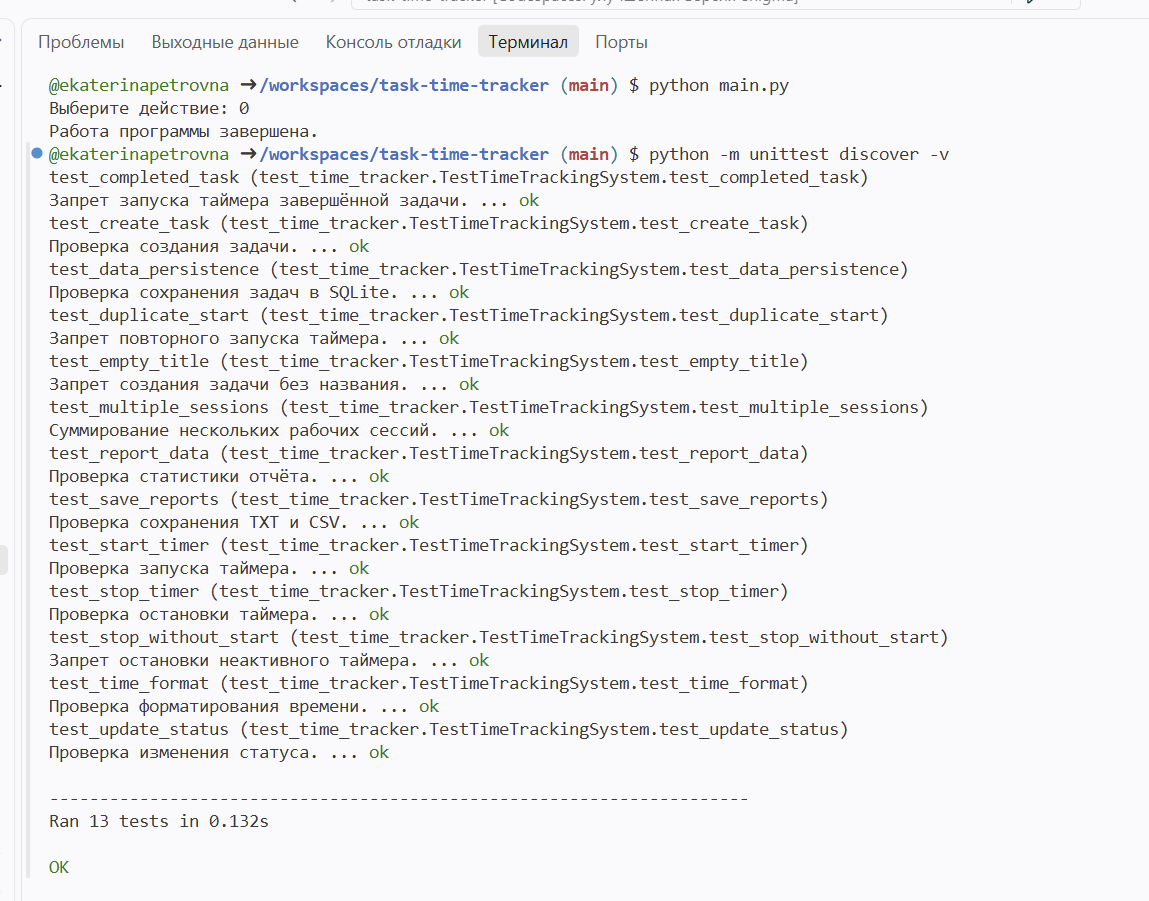 Проблемы Выходные данные Консоль отладки Терминал Порты
@ekaterinapetrovna ➜/workspaces/task-time-tracker (main) $ python main.py
Выберите действие: 0
Работа программы завершена.
@ekaterinapetrovna ➜/workspaces/task-time-tracker (main) $ python -m unittest discover -v
test_completed_task (test_time_tracker.TestTimeTrackingSystem.test_completed_task)
Запрет запуска таймера завершённой задачи. ... ok
test_create_task (test_time_tracker.TestTimeTrackingSystem.test_create_task)
Проверка создания задачи. ... ok
test_data_persistence (test_time_tracker.TestTimeTrackingSystem.test_data_persistence)
Проверка сохранения задач в SQLite. ... ok
test_duplicate_start (test_time_tracker.TestTimeTrackingSystem.test_duplicate_start)
Запрет повторного запуска таймера. ... ok
test_empty_title (test_time_tracker.TestTimeTrackingSystem.test_empty_title)
Запрет создания задачи без названия. ... ok
test_multiple_sessions (test_time_tracker.TestTimeTrackingSystem.test_multiple_sessions)
Суммирование нескольких рабочих сессий. ... ok
test_report_data (test_time_tracker.TestTimeTrackingSystem.test_report_data)
Проверка статистики отчёта. ... ok
test_save_reports (test_time_tracker.TestTimeTrackingSystem.test_save_reports)
Проверка сохранения TXT и CSV. ... ok
test_start_timer (test_time_tracker.TestTimeTrackingSystem.test_start_timer)
Проверка запуска таймера. ... ok
test_stop_timer (test_time_tracker.TestTimeTrackingSystem.test_stop_timer)
Проверка остановки таймера. ... ok
test_stop_without_start (test_time_tracker.TestTimeTrackingSystem.test_stop_without_start)
Запрет остановки неактивного таймера. ... ok
test_time_format (test_time_tracker.TestTimeTrackingSystem.test_time_format)
Проверка форматирования времени. ... ok
test_update_status (test_time_tracker.TestTimeTrackingSystem.test_update_status)
Проверка изменения статуса. ... ok
----------------------------------------------------------------------
Ran 13 tests in 0.132s
OK